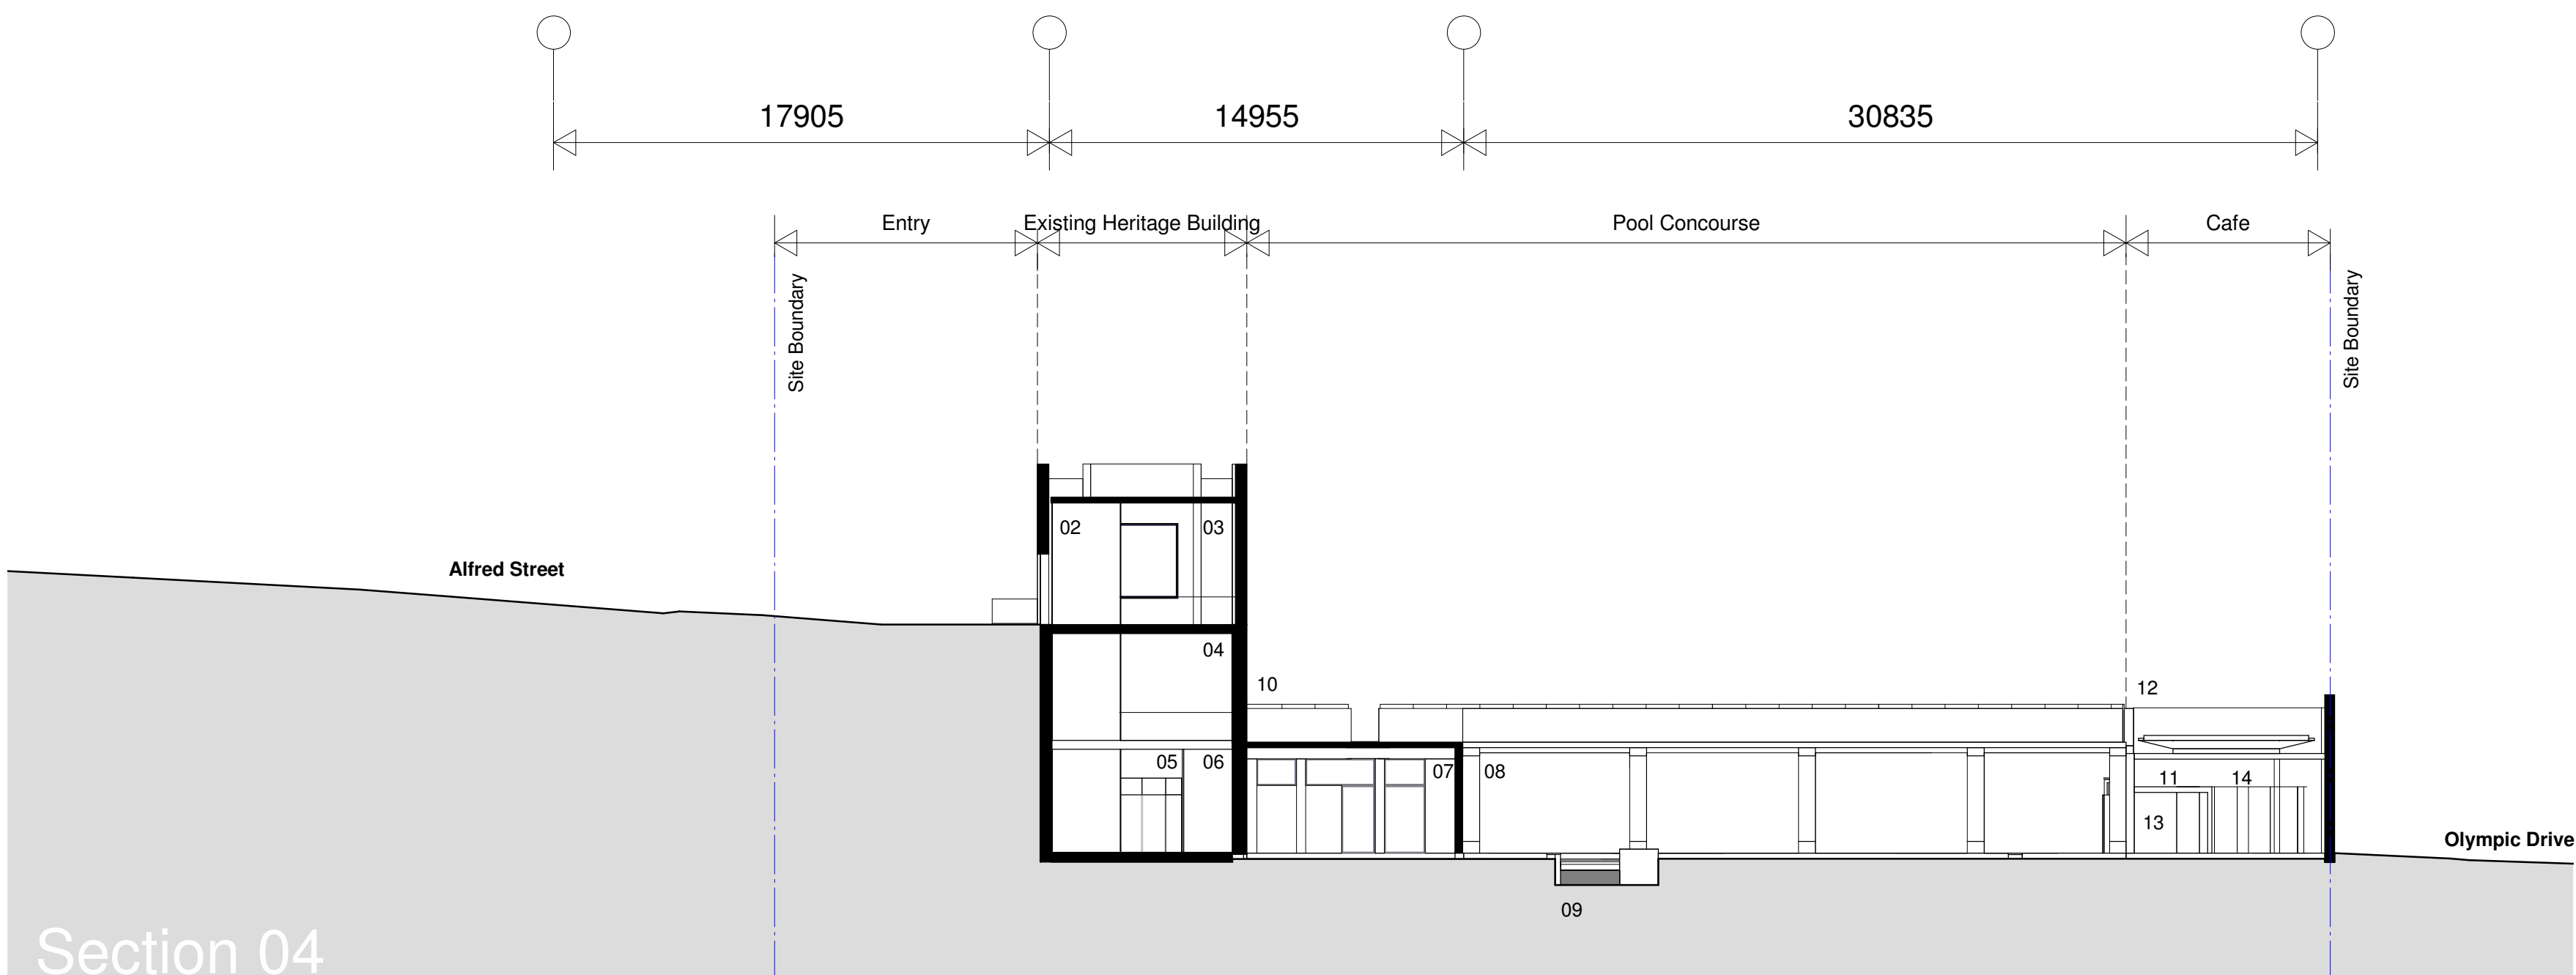 17905
14955
30835
Entry
Existing Heritage Building
Pool Concourse
Cafe
Site Boundary
Site Boundary
02
03
Alfred Street
04
10
12
05
06
07
08
11
14
13
Olympic Drive
09
Section 04